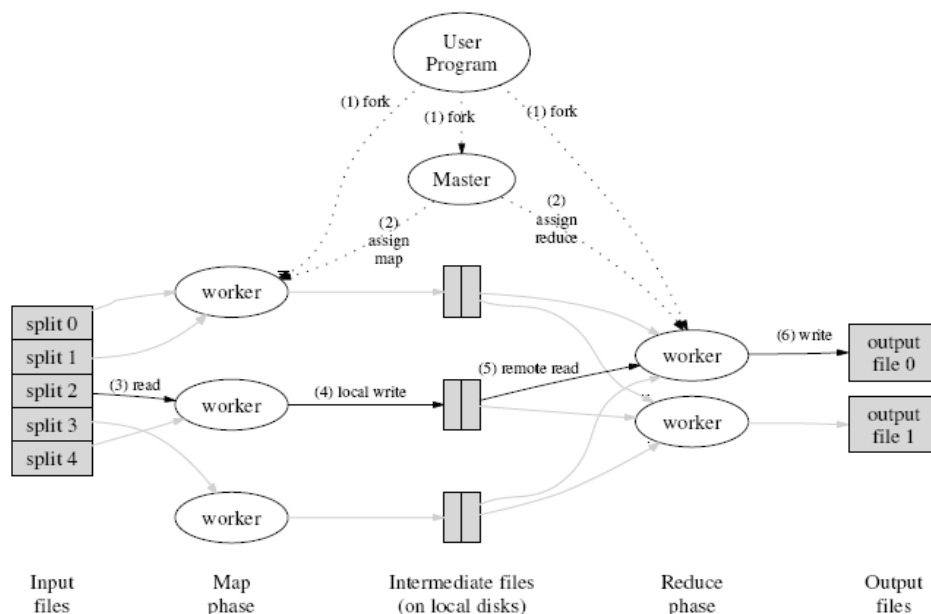 User
Program
(1) fork
(1) fork
(1) fork
Master
(2)
assign
map
(2)
assign
reduce
worker
split 0
split 1
split 2
split 3
split 4
(3) read
worker
(4) local write
(5) remote read
worker
(6) write
output
file 0
worker
output
file 1
worker
Input
files
Map
phase
Intermediate files
(on local disks)
Reduce
phase
Output
files